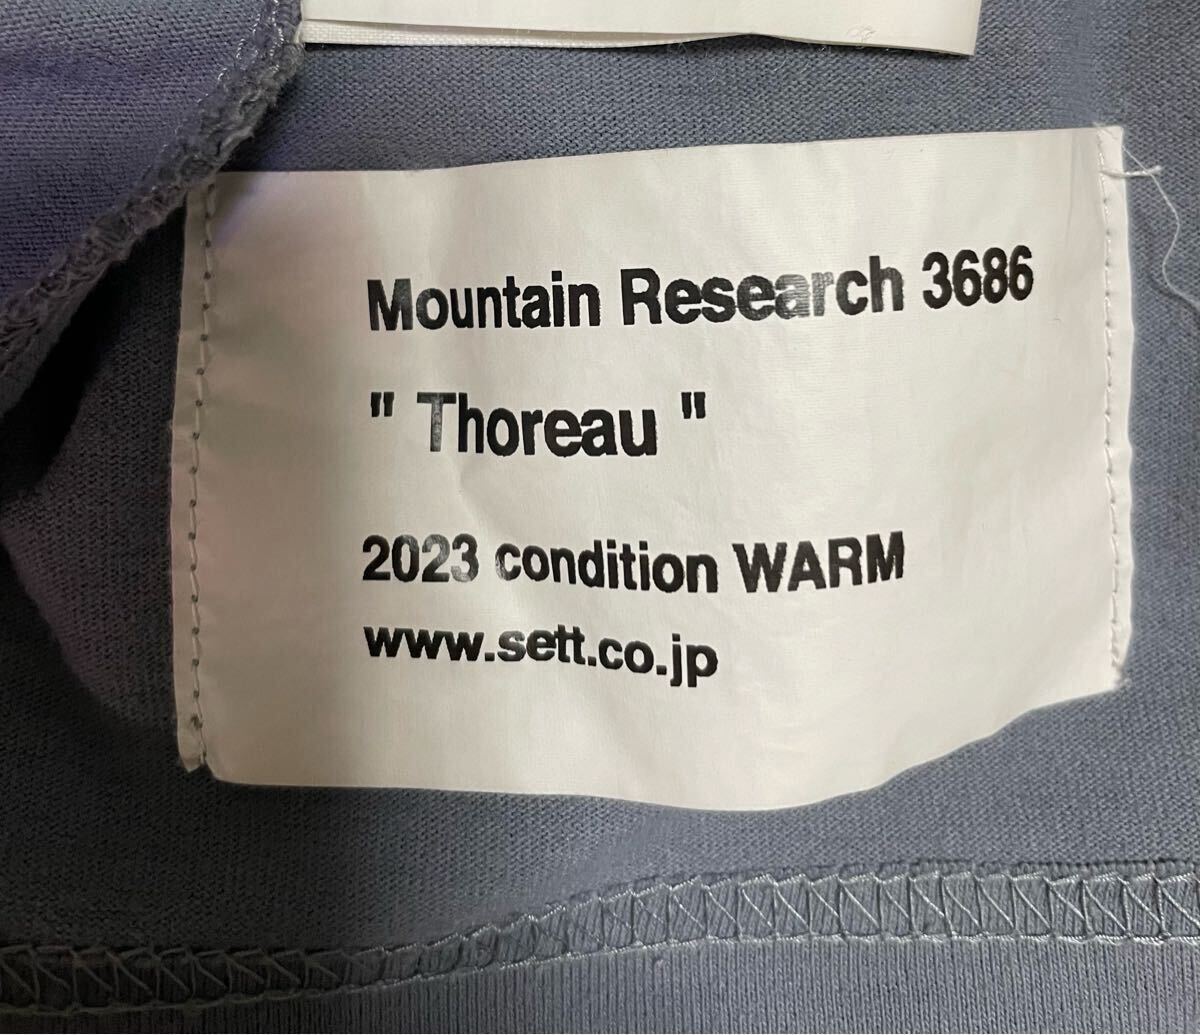 Mountain Research 3686
" Thoreau "
2023 condition WARM
www.sett.co.jp